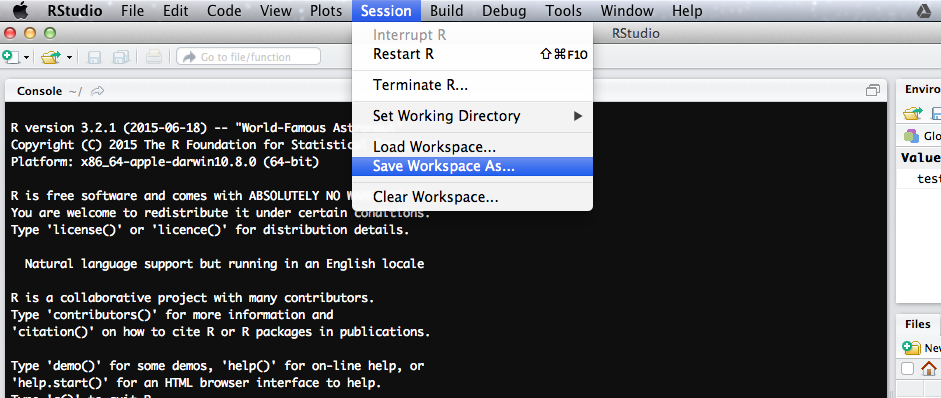 RStudio File Edit Code View Plots Session Build Debug Tools Window Help
Interrupt R
Restart R ⇧⌘F10
Terminate R...
Set Working Directory ▶
Load Workspace...
Save Workspace As...
Clear Workspace...
RStudio
Go to file/function
Console ~/
R version 3.2.1 (2015-06-18) -- "World-Famous Ast
Copyright (C) 2015 The R Foundation for Statistic
Platform: x86_64-apple-darwin10.8.0 (64-bit)
R is free software and comes with ABSOLUTELY NO W
You are welcome to redistribute it under certain conditions.
Type 'license()' or 'licence()' for distribution details.
Natural language support but running in an English locale
R is a collaborative project with many contributors.
Type 'contributors()' for more information and
'citation()' on how to cite R or R packages in publications.
Type 'demo()' for some demos, 'help()' for on-line help, or
'help.start()' for an HTML browser interface to help.
Enviro
Glo
Value
test
Files
New